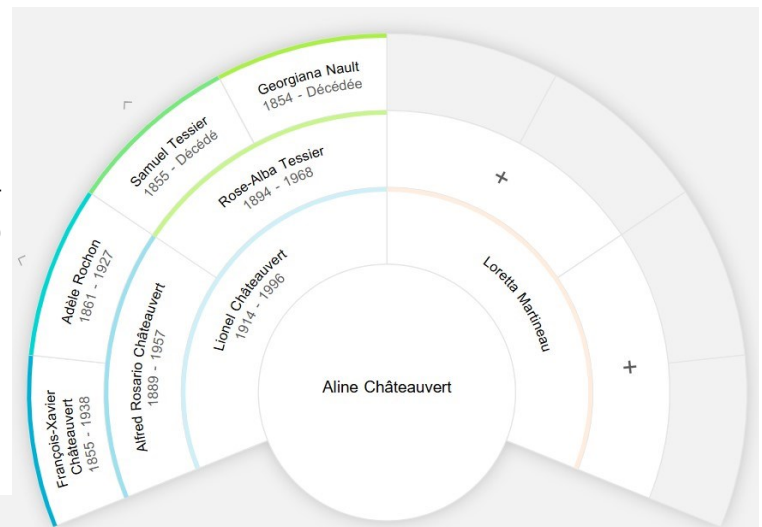 Georgiana Nault
1854 - Décédée
Samuel Tessier
1855 - Décédé
Rose-Alba Tessier
1894 - 1968
Adèle Rochon
1861 - 1927
Lionel Châteauvert
1914 - 1996
Loretta Martineau
Alfred Rosario Châteauvert
1889 - 1957
François-Xavier
Châteauvert
1855 - 1938
Aline Châteauvert